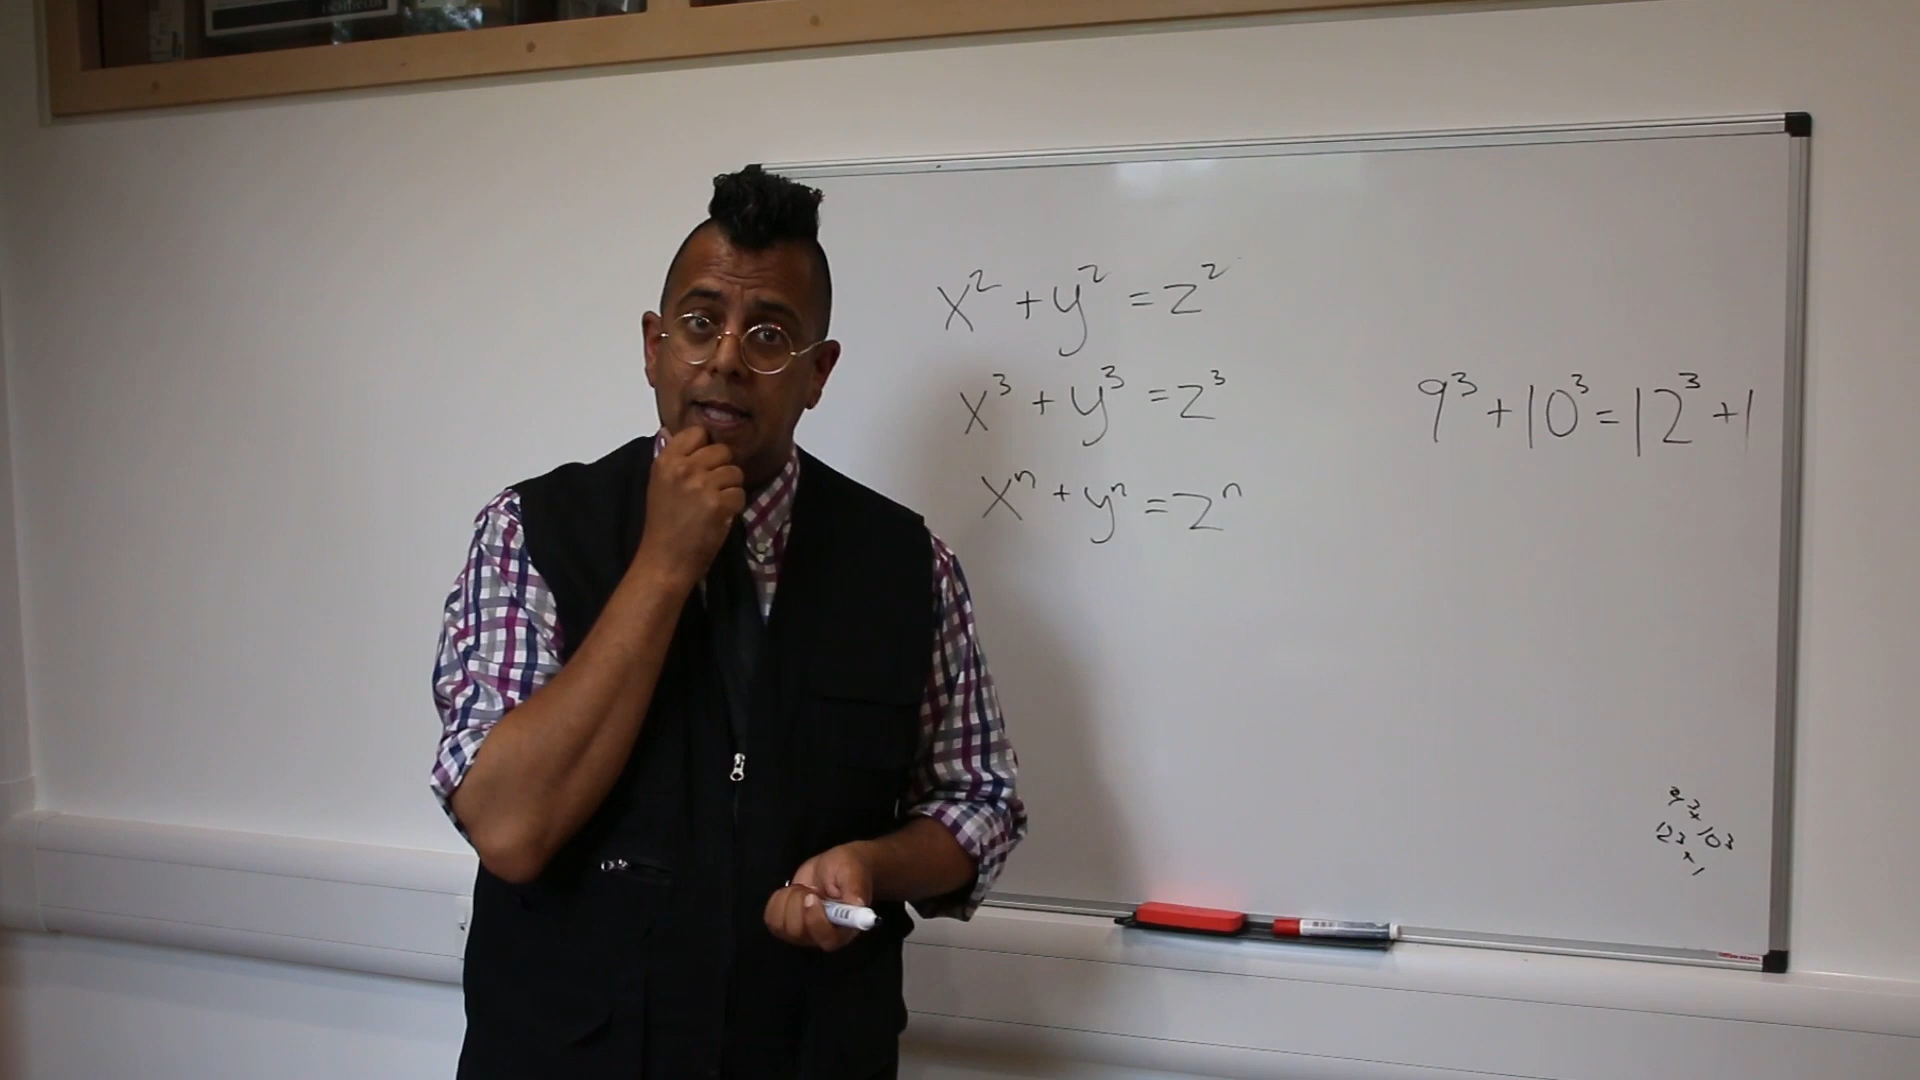 x² + y² = z²
x³ + y³ = z³
9³ + 10³ = 12³ + 1
xⁿ + yⁿ = zⁿ